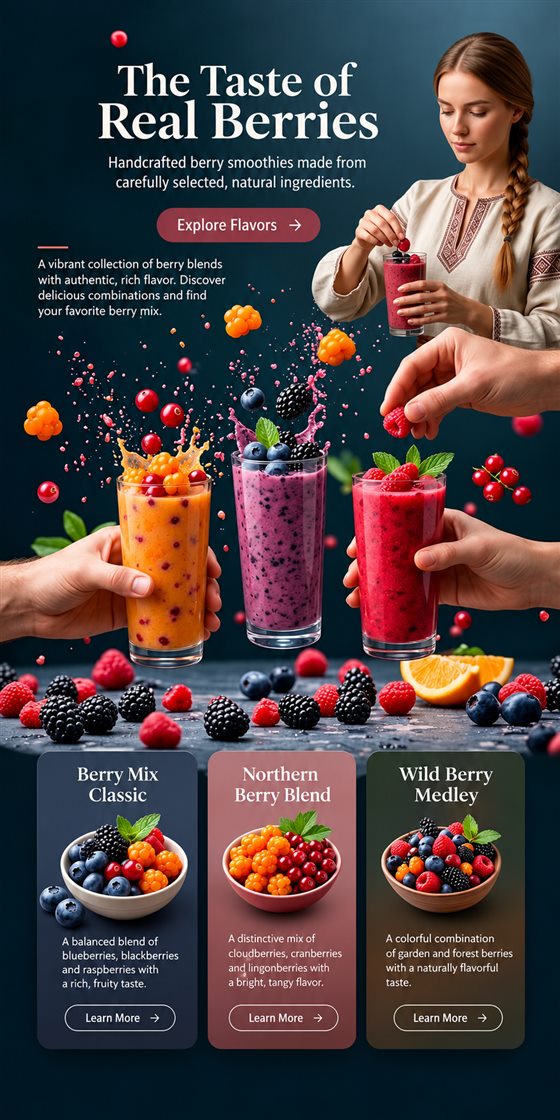 The Taste of
Real Berries
Handcrafted berry smoothies made from
carefully selected, natural ingredients.
Explore Flavors →
A vibrant collection of berry blends
with authentic, rich flavor. Discover
delicious combinations and find
your favorite berry mix.
Berry Mix
Classic
A balanced blend of
blueberries, blackberries
and raspberries with
a rich, fruity taste.
Learn More →
Northern
Berry Blend
A distinctive mix of
cloudberries, cranberries
and lingonberries with
a bright, tangy flavor.
Learn More →
Wild Berry
Medley
A colorful combination
of garden and forest berries
with a naturally flavorful
taste.
Learn More →